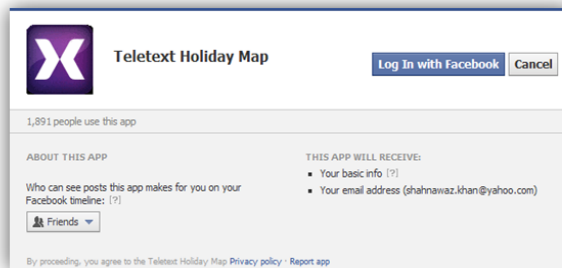 Teletext Holiday Map
Log In with Facebook Cancel
1,891 people use this app
ABOUT THIS APP
Who can see posts this app makes for you on your
Facebook timeline: [?]
Friends
THIS APP WILL RECEIVE:
Your basic info [?]
Your email address (shahnawaz.khan@yahoo.com)
By proceeding, you agree to the Teletext Holiday Map Privacy policy · Report app